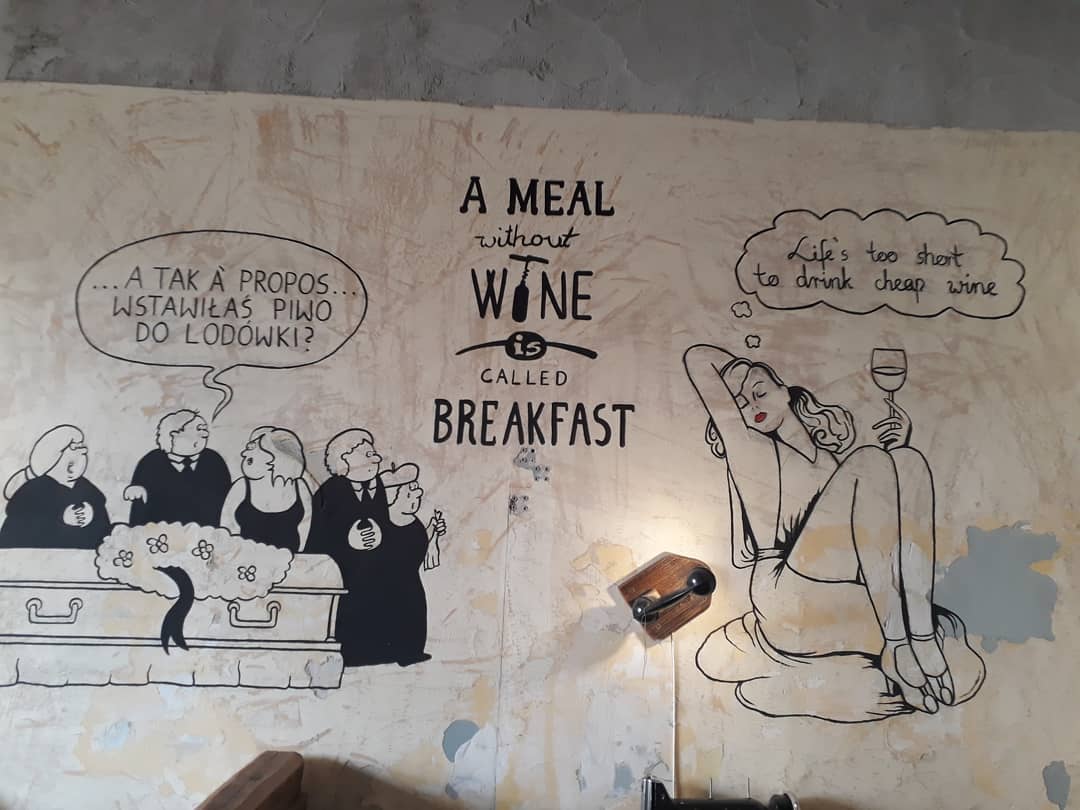 ...A TAK À PROPOS...
WSTAWIŁAŚ PIWO
DO LODÓWKI?
A MEAL
without
WINE
is
CALLED
BREAKFAST
Life's too short
to drink cheap wine